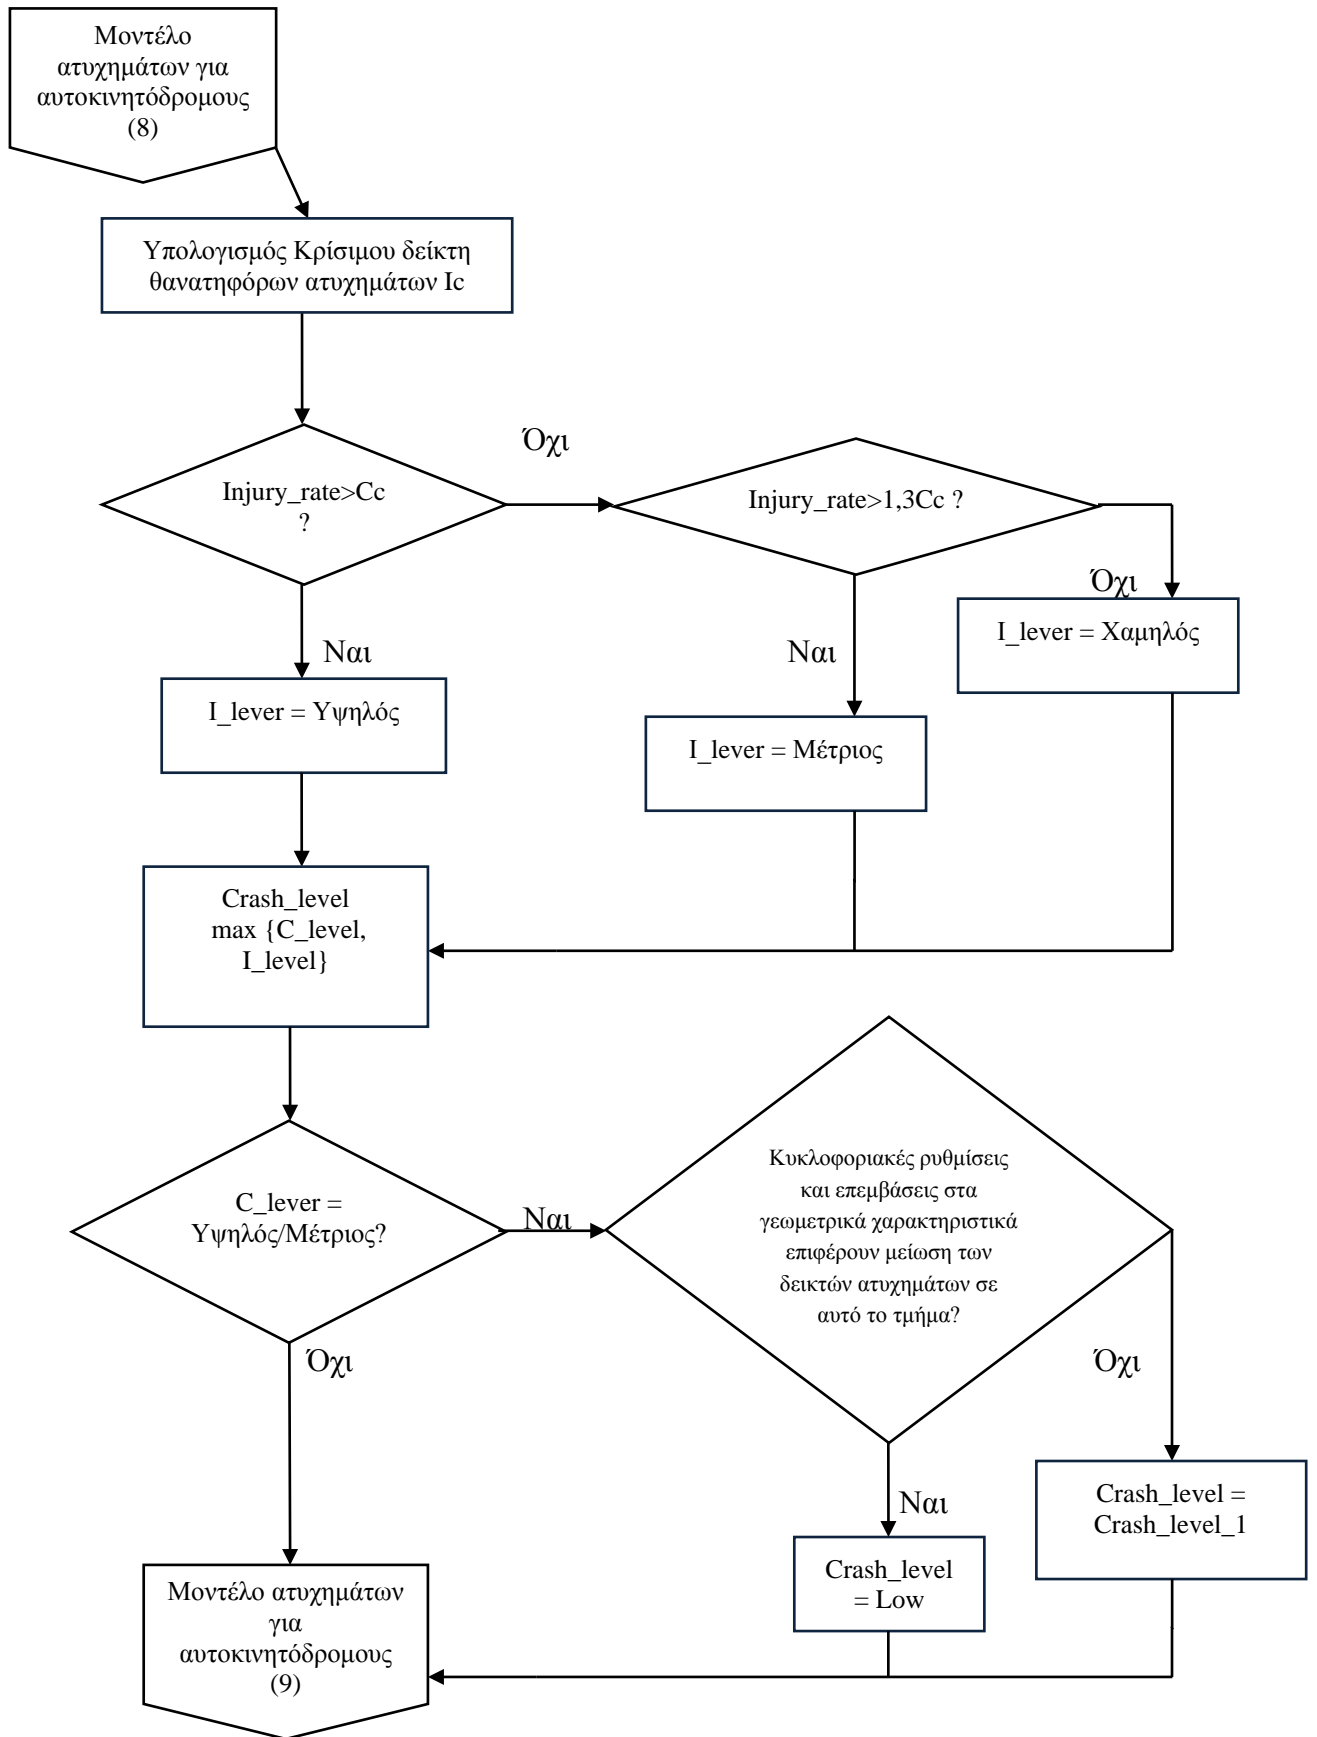 Μοντέλο
ατυχημάτων για
αυτοκινητόδρομους
(8)
Υπολογισμός Κρίσιμου δείκτη
θανατηφόρων ατυχημάτων Ic
Injury_rate>Cc
?
Όχι
Injury_rate>1,3Cc ?
Όχι
Ναι
Ναι
I_lever = Χαμηλός
I_lever = Υψηλός
I_lever = Μέτριος
Crash_level
max {C_level,
I_level}
C_lever =
Υψηλός/Μέτριος?
Ναι
Κυκλοφοριακές ρυθμίσεις
και επεμβάσεις στα
γεωμετρικά χαρακτηριστικά
επιφέρουν μείωση των
δεικτών ατυχημάτων σε
αυτό το τμήμα?
Όχι
Όχι
Ναι
Crash_level =
Crash_level_1
Crash_level
= Low
Μοντέλο ατυχημάτων
για
αυτοκινητόδρομους
(9)